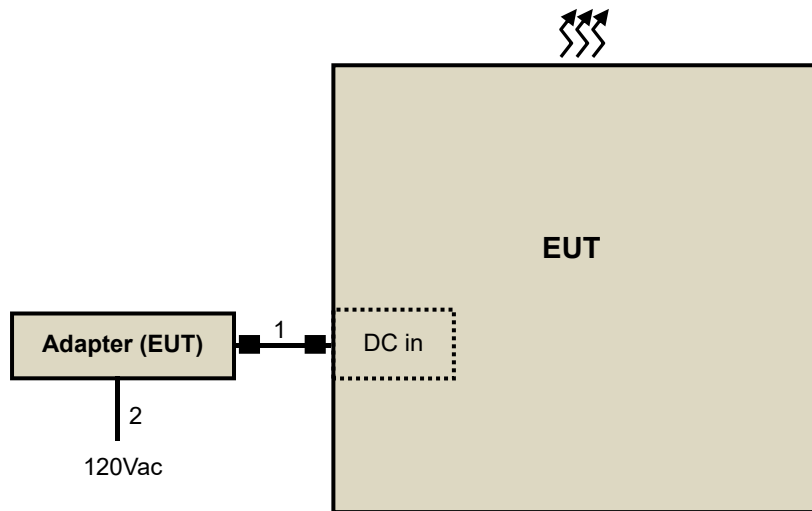 EUT
Adapter (EUT)
1
DC in
2
120Vac